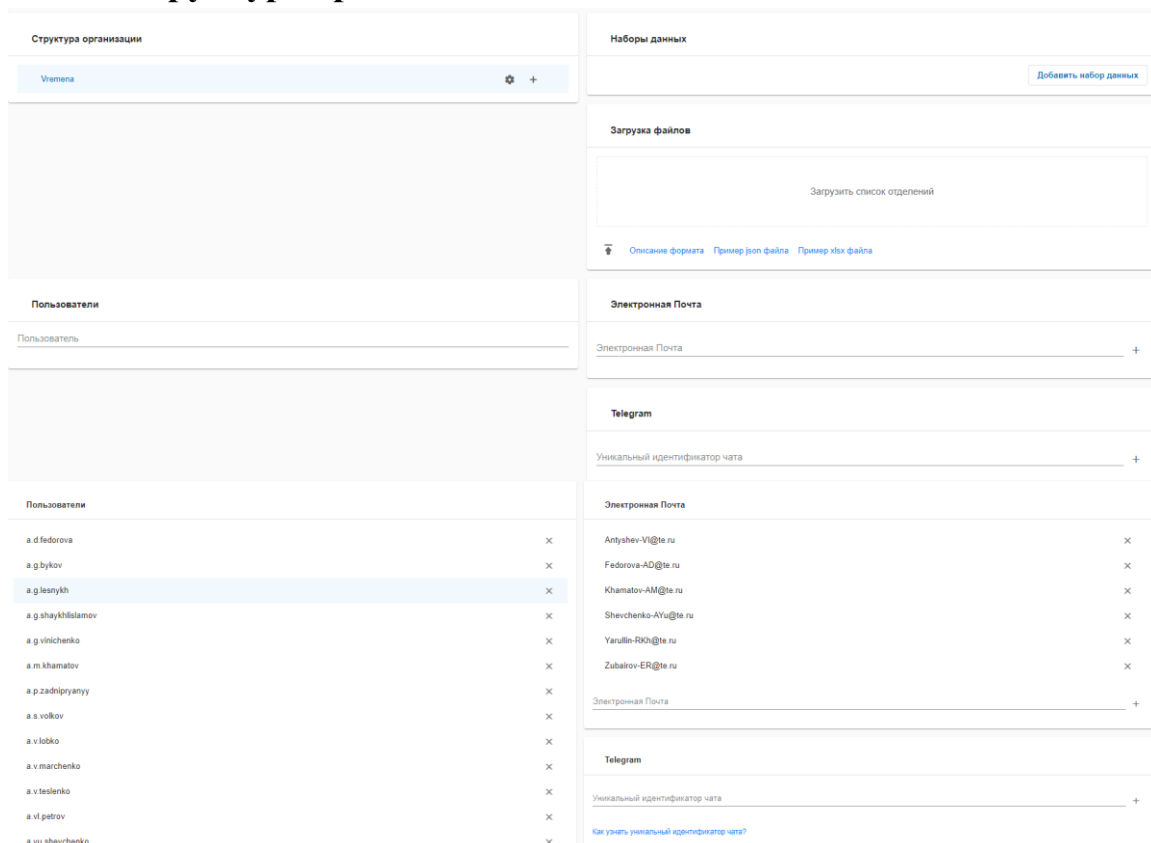 Структура организации
Vremena
Наборы данных
Добавить набор данных
Загрузка файлов
Загрузить список отделений
Описание формата Пример json файла Пример xlsx файла
Пользователи
Пользователь
Электронная Почта
Электронная Почта
Telegram
Уникальный идентификатор чата
Пользователи
a.d.fedorova
a.g.bykov
a.g.lesnykh
a.g.shaykhlislamov
a.g.vinichenko
a.m.khamatov
a.p.zadnipryanyy
a.s.volkov
a.v.lobko
a.v.marchenko
a.v.teslenko
a.vl.petrov
a.yu.shevchenko
Электронная Почта
Antyshev-VI@te.ru
Fedorova-AD@te.ru
Khamatov-AM@te.ru
Shevchenko-AYu@te.ru
Yarullin-RKh@te.ru
Zubairov-ER@te.ru
Электронная Почта
Telegram
Уникальный идентификатор чата
Как узнать уникальный идентификатор чата?